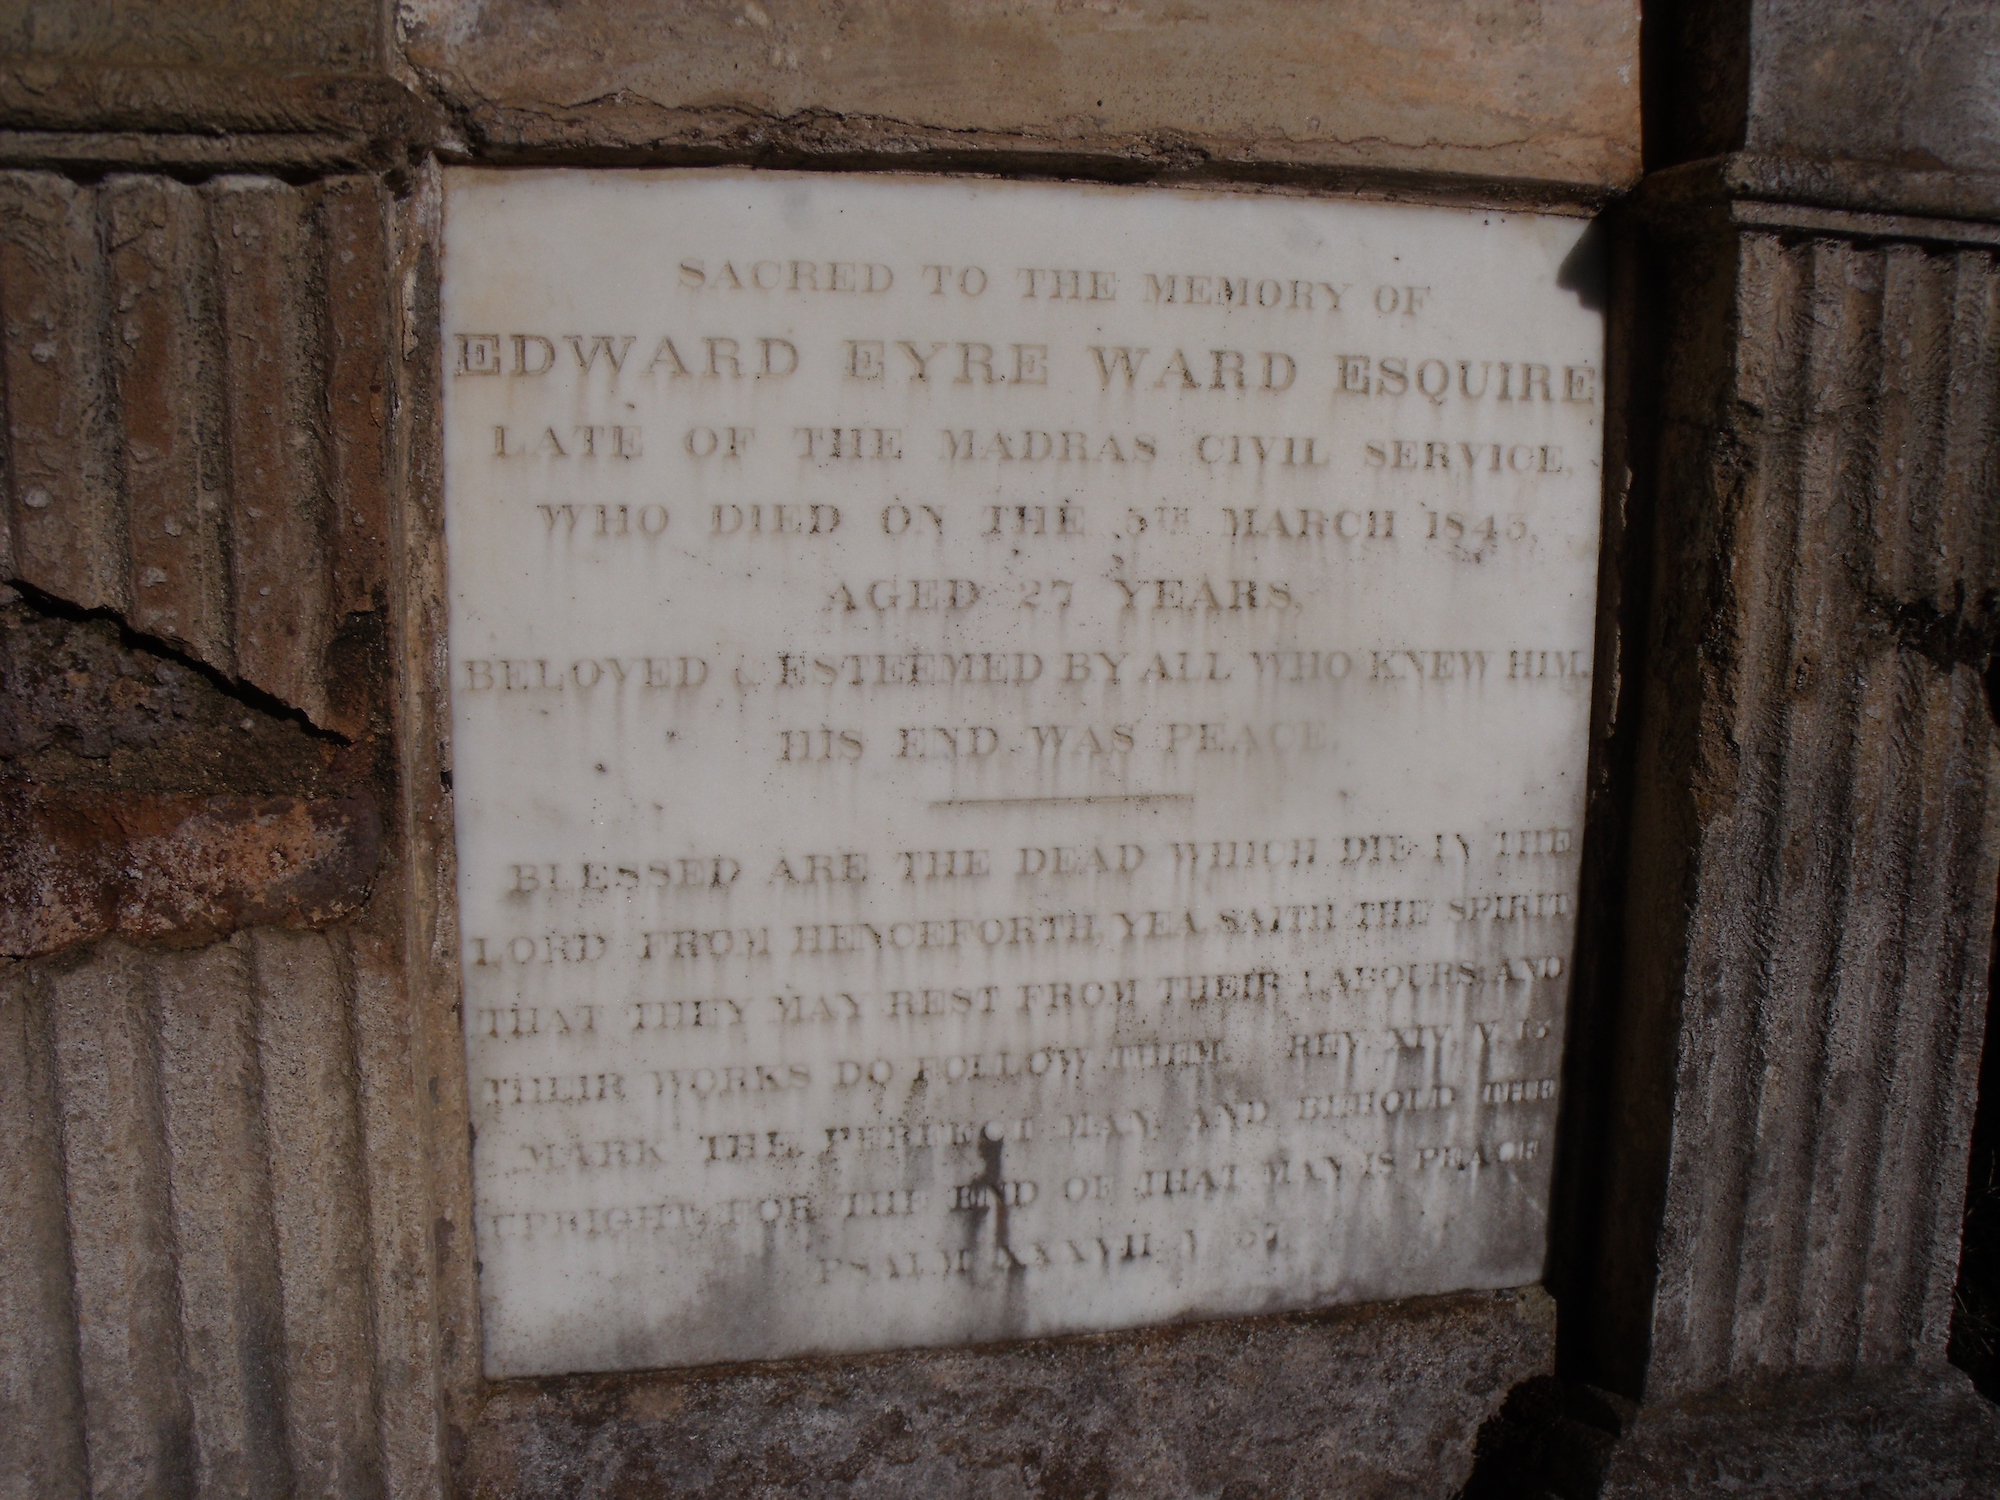 SACRED TO THE MEMORY OF
EDWARD EYRE WARD ESQUIRE
LATE OF THE MADRAS CIVIL SERVICE,
WHO DIED ON THE 5TH MARCH 1845,
AGED 27 YEARS,
BELOVED & ESTEEMED BY ALL WHO KNEW HIM.
HIS END WAS PEACE.
BLESSED ARE THE DEAD WHICH DIE IN THE
LORD FROM HENCEFORTH, YEA SAITH THE SPIRIT
THAT THEY MAY REST FROM THEIR LABOURS AND
THEIR WORKS DO FOLLOW THEM. REV XIV. V. 13
MARK THE PERFECT MAN AND BEHOLD THE
UPRIGHT, FOR THE END OF THAT MAN IS PEACE
PSALM XXXVII V 37